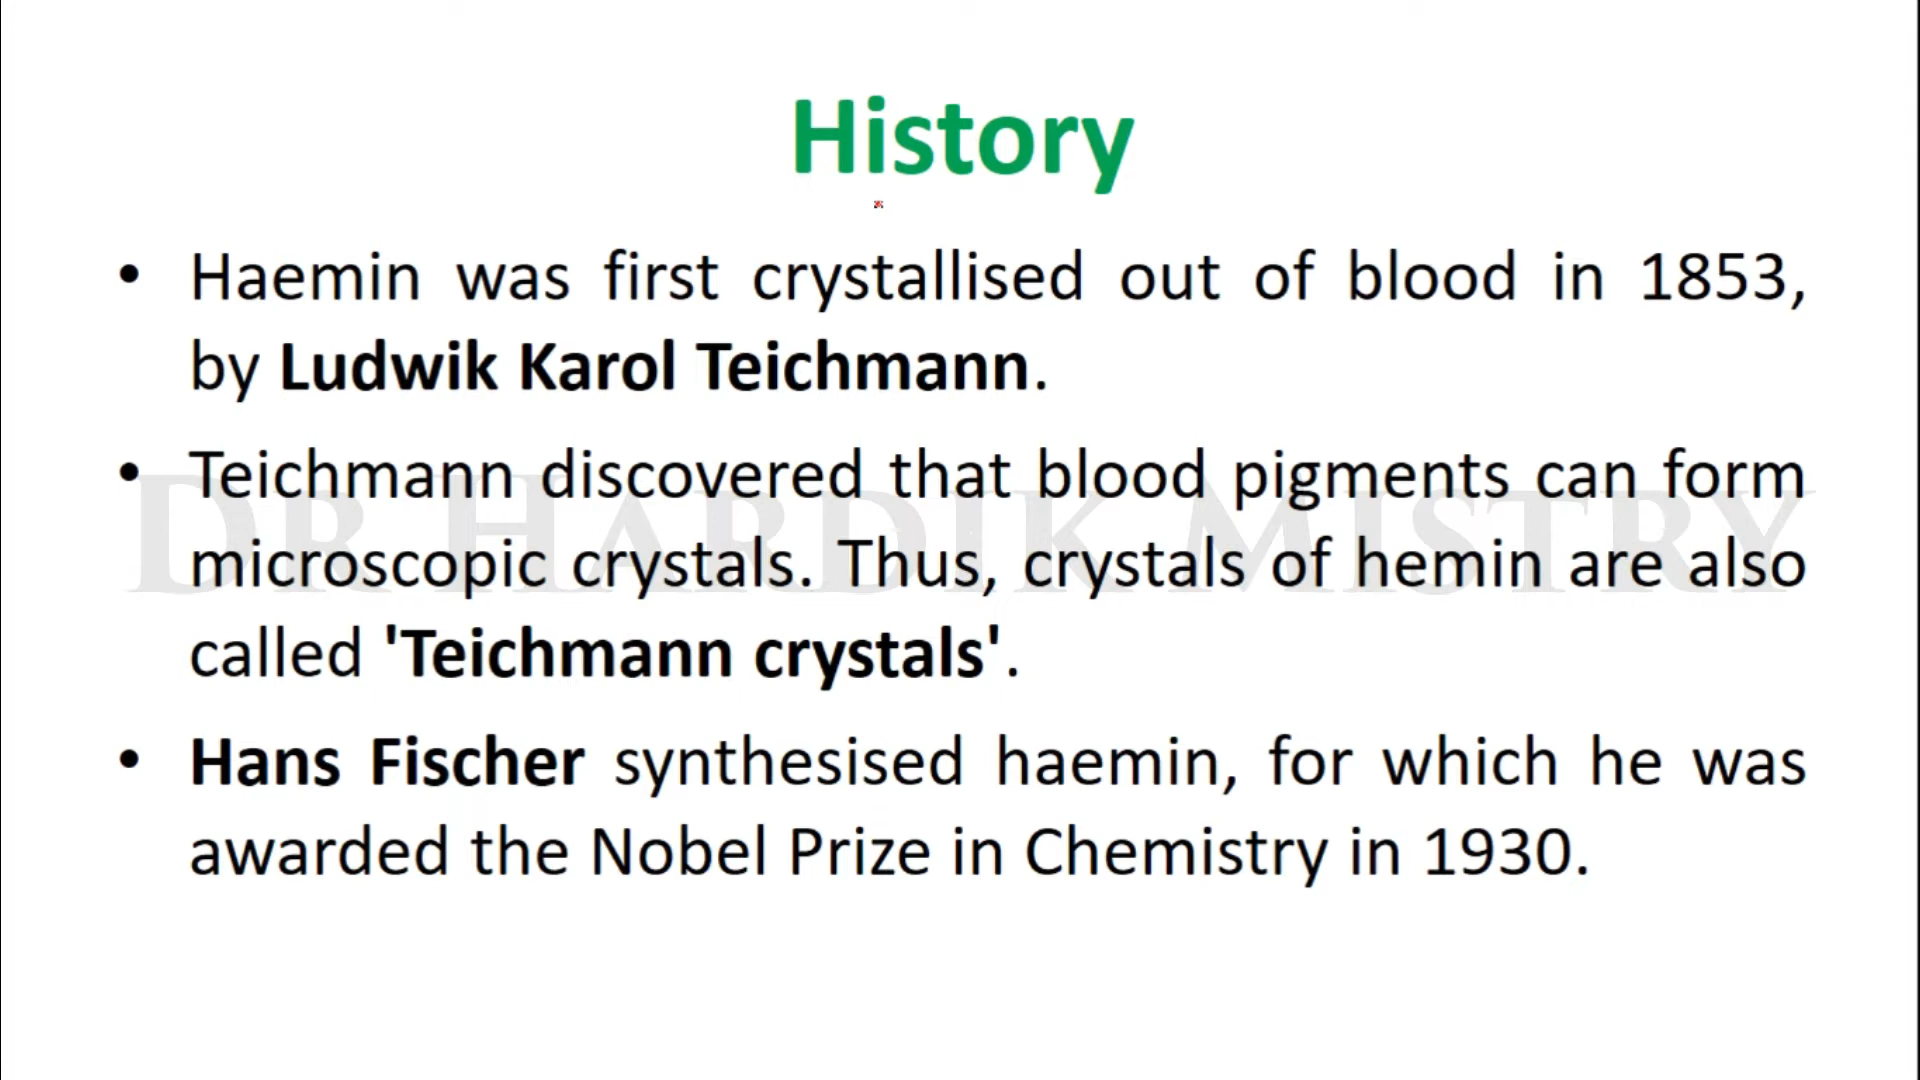 History
• Haemin was first crystallised out of blood in 1853,
by Ludwik Karol Teichmann.
• Teichmann discovered that blood pigments can form
microscopic crystals. Thus, crystals of hemin are also
called 'Teichmann crystals'.
• Hans Fischer synthesised haemin, for which he was
awarded the Nobel Prize in Chemistry in 1930.
DR HARDIK MISTRY